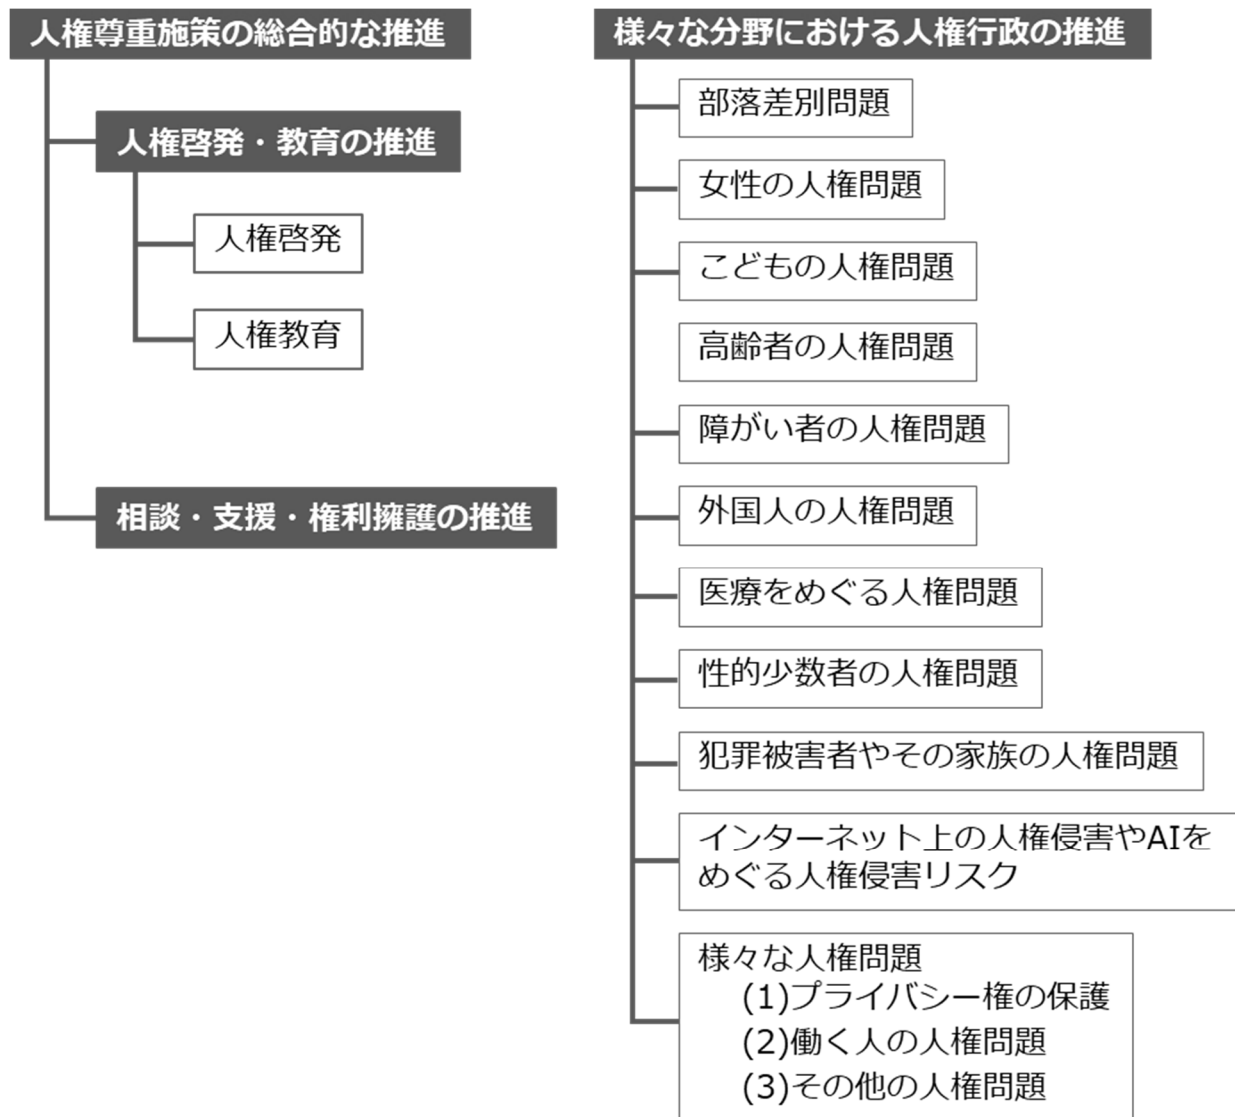 人権尊重施策の総合的な推進
人権啓発・教育の推進
人権啓発
人権教育
相談・支援・権利擁護の推進
様々な分野における人権行政の推進
部落差別問題
女性の人権問題
こどもの人権問題
高齢者の人権問題
障がい者の人権問題
外国人の人権問題
医療をめぐる人権問題
性的少数者の人権問題
犯罪被害者やその家族の人権問題
インターネット上の人権侵害やAIを
めぐる人権侵害リスク
様々な人権問題
(1)プライバシー権の保護
(2)働く人の人権問題
(3)その他の人権問題